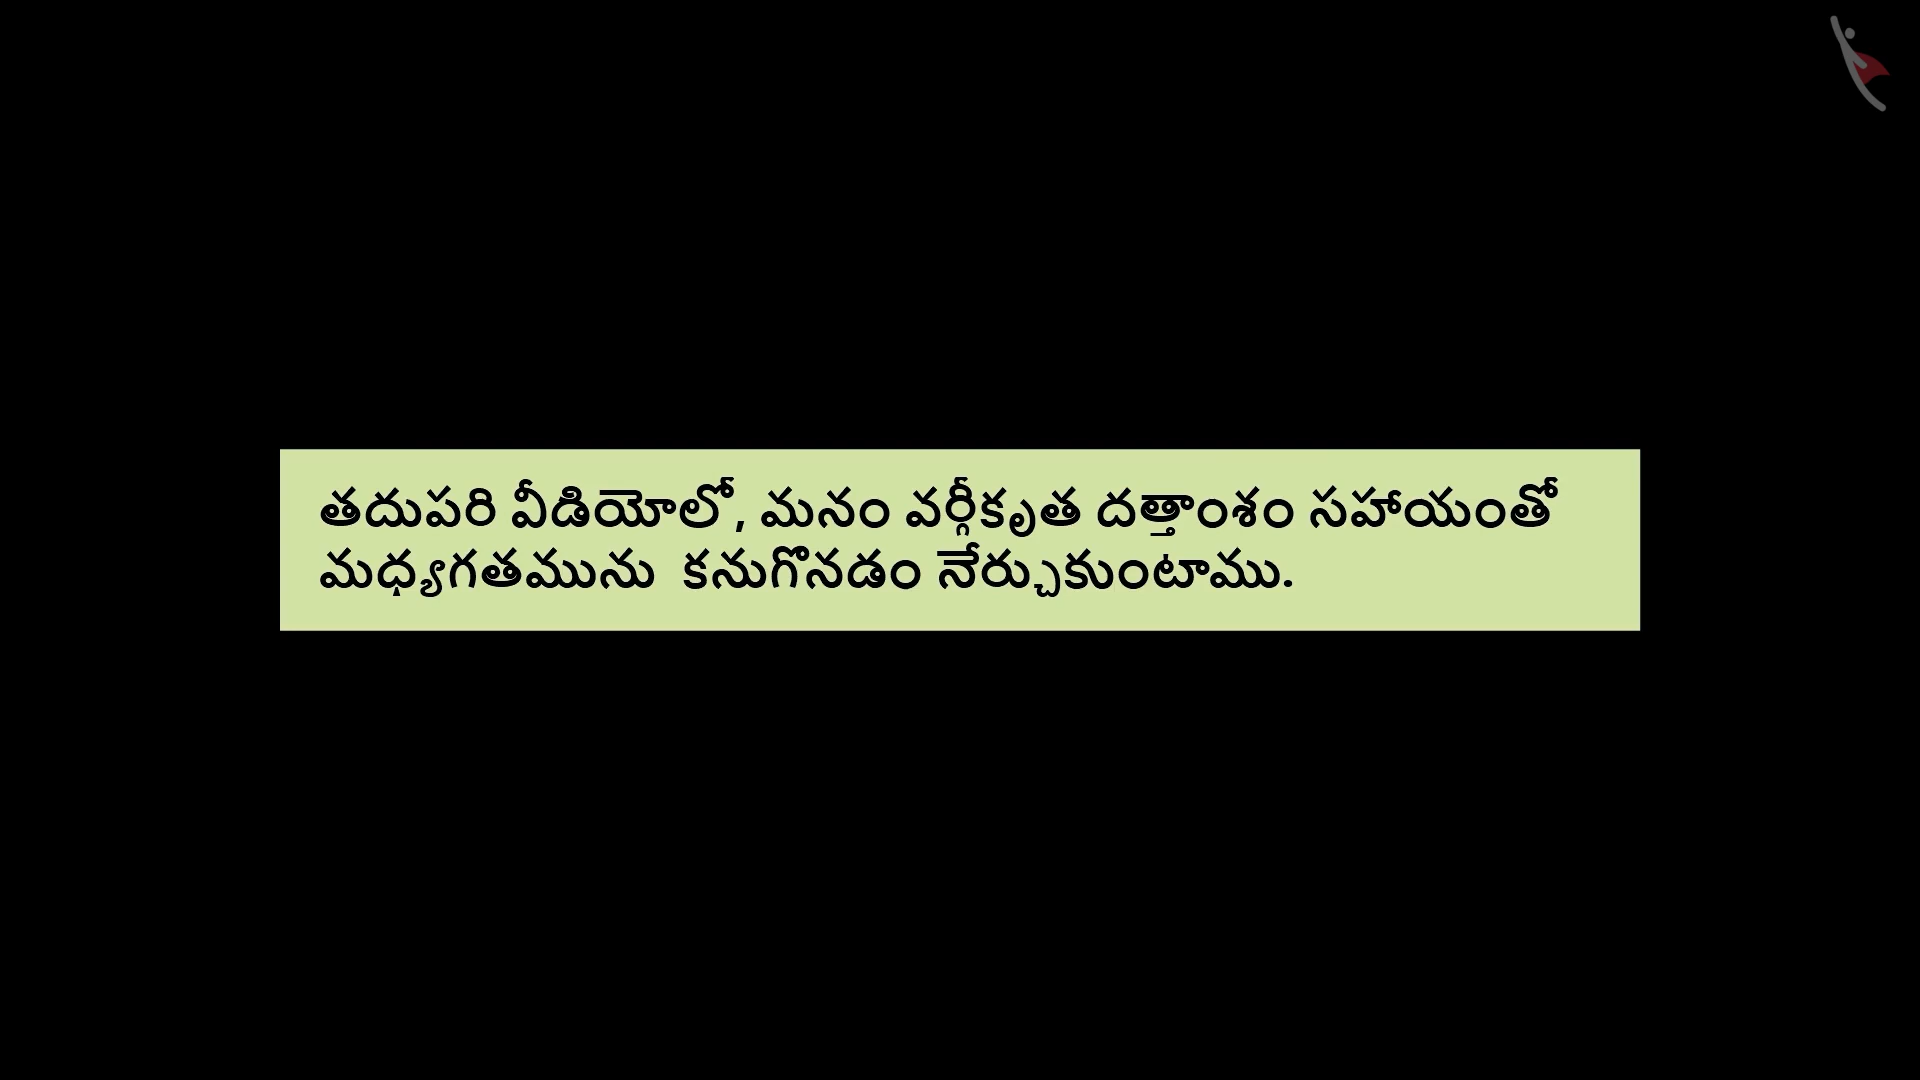 తదుపరి వీడియోలో, మనం వర్గీకృత దత్తాంశం సహాయంతో
మధ్యగతమును  కనుగొనడం నేర్చుకుంటాము.